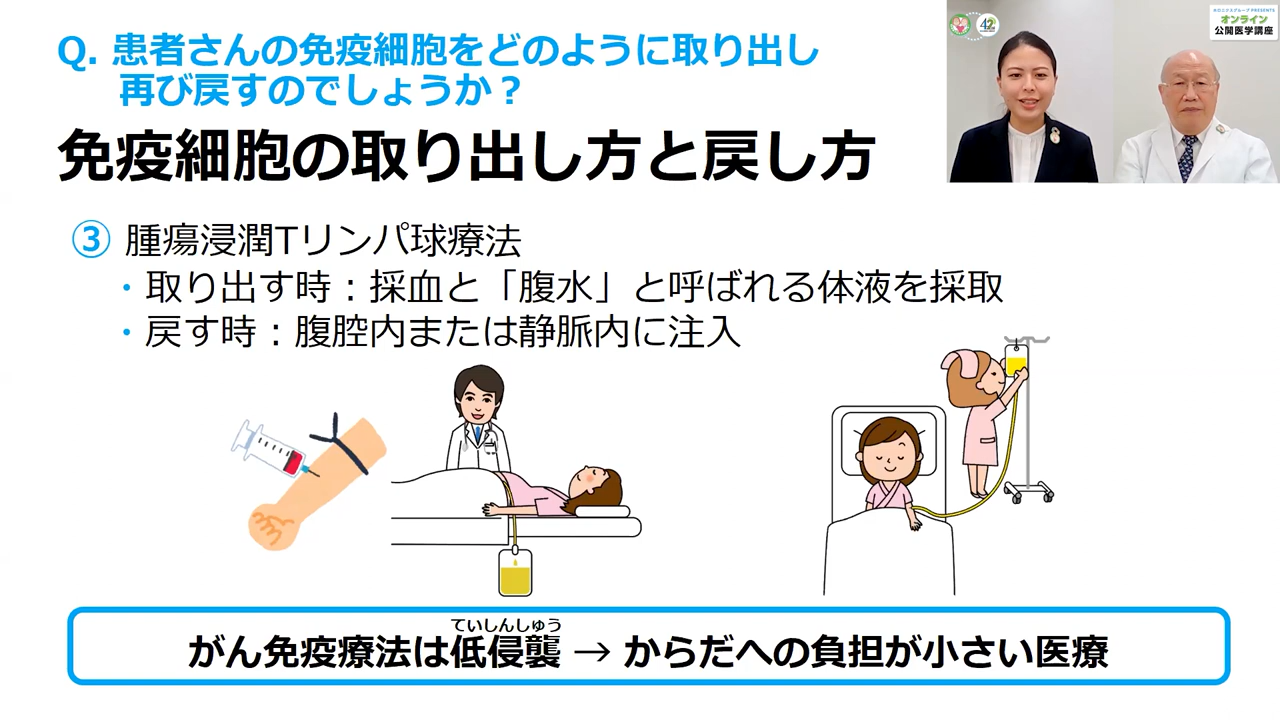 Q. 患者さんの免疫細胞をどのように取り出し
再び戻すのでしょうか？
免疫細胞の取り出し方と戻し方
③ 腫瘍浸潤Tリンパ球療法
・取り出す時：採血と「腹水」と呼ばれる体液を採取
・戻す時：腹腔内または静脈内に注入
ていしんしゅう
がん免疫療法は低侵襲 → からだへの負担が小さい医療
オンライン
公開医学講座
42